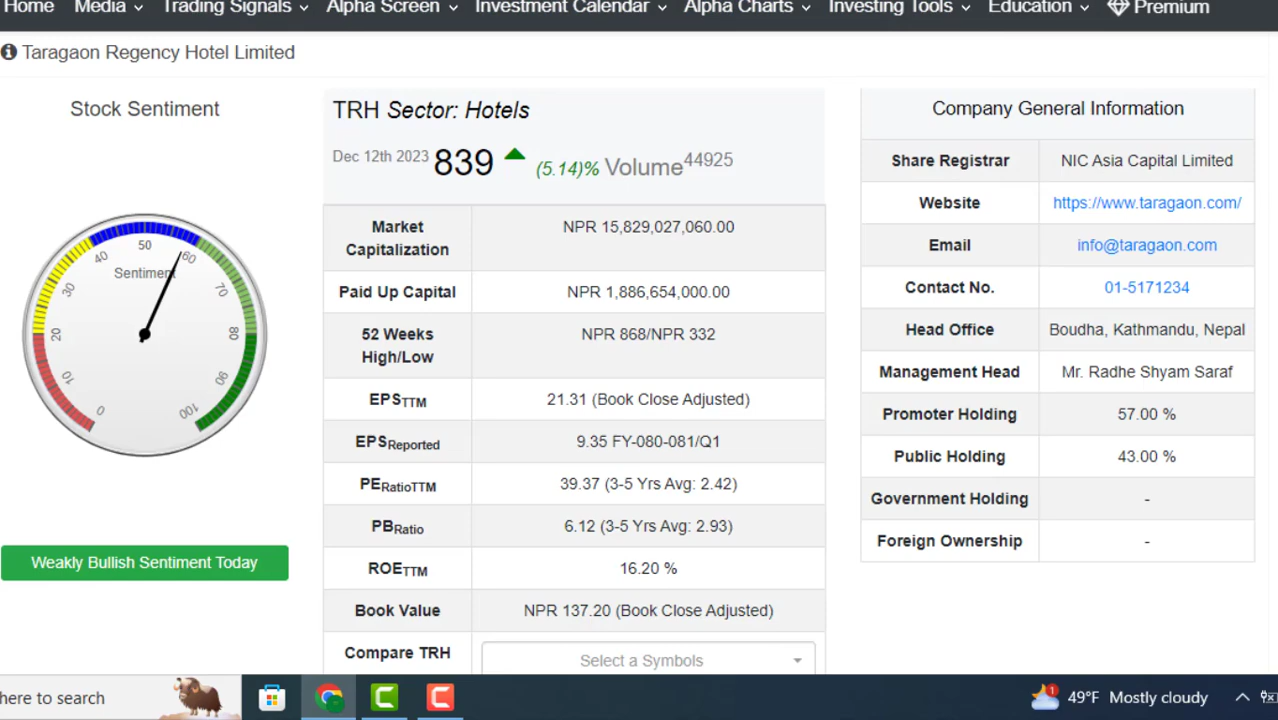 Home Media Trading Signals Alpha Screen Investment Calendar Alpha Charts Investing Tools Education Premium
Taragaon Regency Hotel Limited
Stock Sentiment
0
10
20
30
40
50
60
70
80
90
100
Sentiment
Weakly Bullish Sentiment Today
TRH Sector: Hotels
Dec 12th 2023 839 (5.14)% Volume 44925
Market Capitalization NPR 15,829,027,060.00
Paid Up Capital NPR 1,886,654,000.00
52 Weeks High/Low NPR 868/NPR 332
EPSTTM 21.31 (Book Close Adjusted)
EPSReported 9.35 FY-080-081/Q1
PERatioTTM 39.37 (3-5 Yrs Avg: 2.42)
PBRatio 6.12 (3-5 Yrs Avg: 2.93)
ROETTM 16.20 %
Book Value NPR 137.20 (Book Close Adjusted)
Compare TRH Select a Symbols
Company General Information
Share Registrar NIC Asia Capital Limited
Website https://www.taragaon.com/
Email info@taragaon.com
Contact No. 01-5171234
Head Office Boudha, Kathmandu, Nepal
Management Head Mr. Radhe Shyam Saraf
Promoter Holding 57.00 %
Public Holding 43.00 %
Government Holding -
Foreign Ownership -
here to search
1
49°F Mostly cloudy